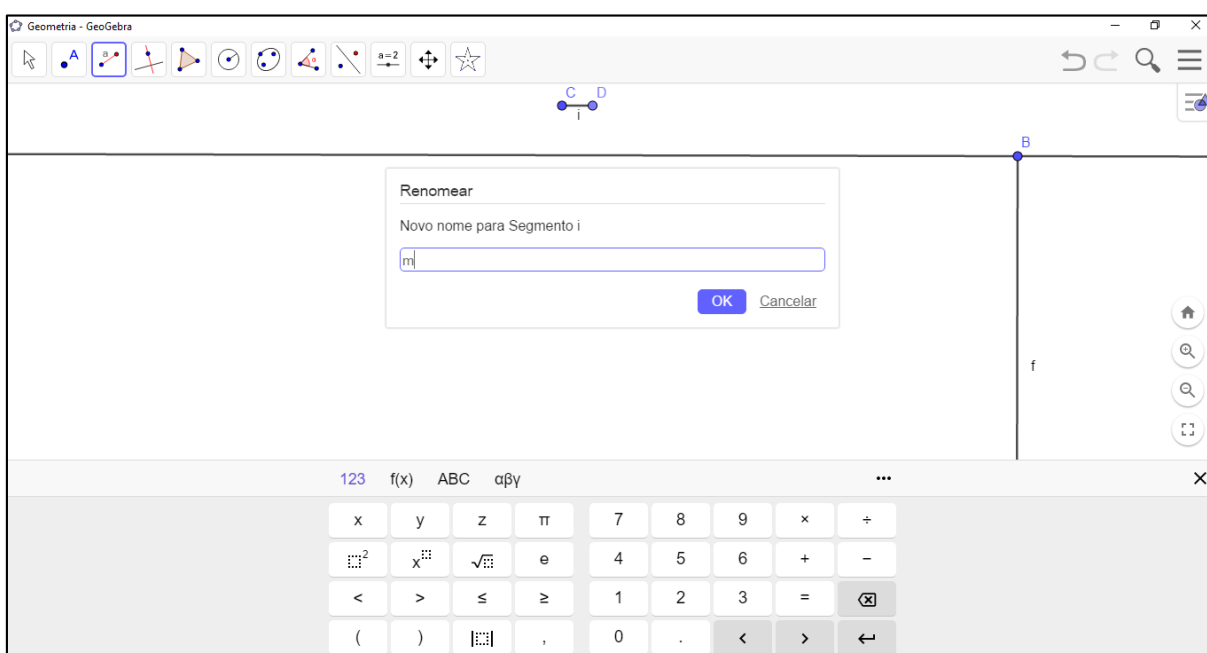 Geometria - GeoGebra
A a a=2
C D
i
B
Renomear
Novo nome para Segmento i
m
OK Cancelar
f
123 f(x) ABC αβγ ...
x y z π 7 8 9 × ÷
² x √ e 4 5 6 + −
< > ≤ ≥ 1 2 3 =
( ) | | , 0 . < >